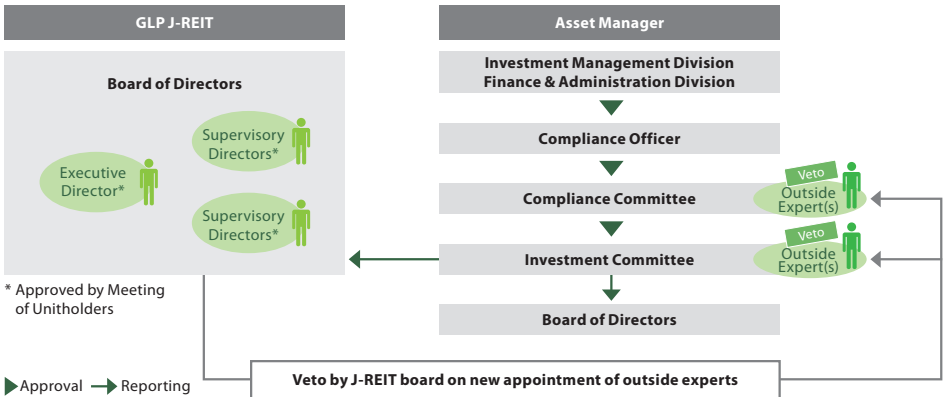 GLP J-REIT
Board of Directors
Supervisory
Directors*
Executive
Director*
Supervisory
Directors*
* Approved by Meeting
of Unitholders
Asset Manager
Investment Management Division
Finance & Administration Division
Compliance Officer
Compliance Committee
Veto
Outside
Expert(s)
Investment Committee
Veto
Outside
Expert(s)
Board of Directors
Approval
Reporting
Veto by J-REIT board on new appointment of outside experts